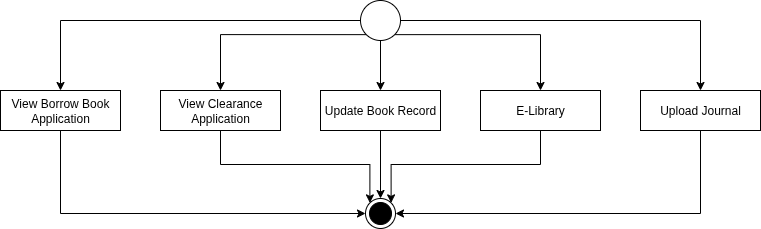 View Borrow Book
Application
View Clearance
Application
Update Book Record
E-Library
Upload Journal